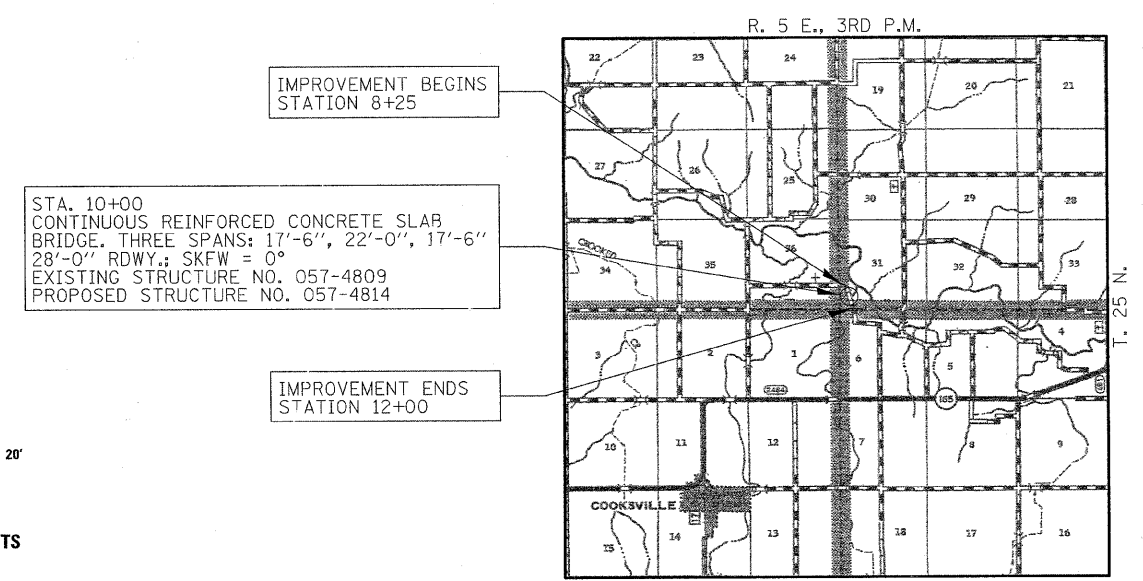 R. 5 E., 3RD P.M.
IMPROVEMENT BEGINS
STATION 8+25
STA. 10+00
CONTINUOUS REINFORCED CONCRETE SLAB
BRIDGE. THREE SPANS: 17'-6", 22'-0", 17'-6"
28'-0" RDWY.; SKEW = 0°
EXISTING STRUCTURE NO. 057-4809
PROPOSED STRUCTURE NO. 057-4814
IMPROVEMENT ENDS
STATION 12+00
20'
TS
22 23 24 19 20 21
27 26 25 30 29 28
CROOKED
34 35 36 31 32 33
T. 25 N.
3 2 1 6 5 4
165
10 11 12 7 8 9
COOKSVILLE
17
15 14 13 18 17 16